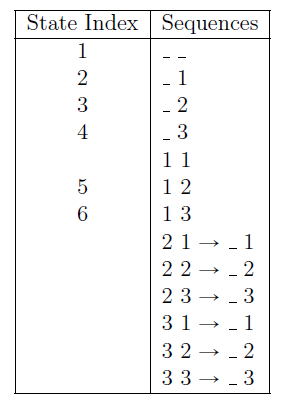 State Index Sequences
1 _ _
2 _ 1
3 _ 2
4 _ 3
1 1
5 1 2
6 1 3
2 1 → _ 1
2 2 → _ 2
2 3 → _ 3
3 1 → _ 1
3 2 → _ 2
3 3 → _ 3